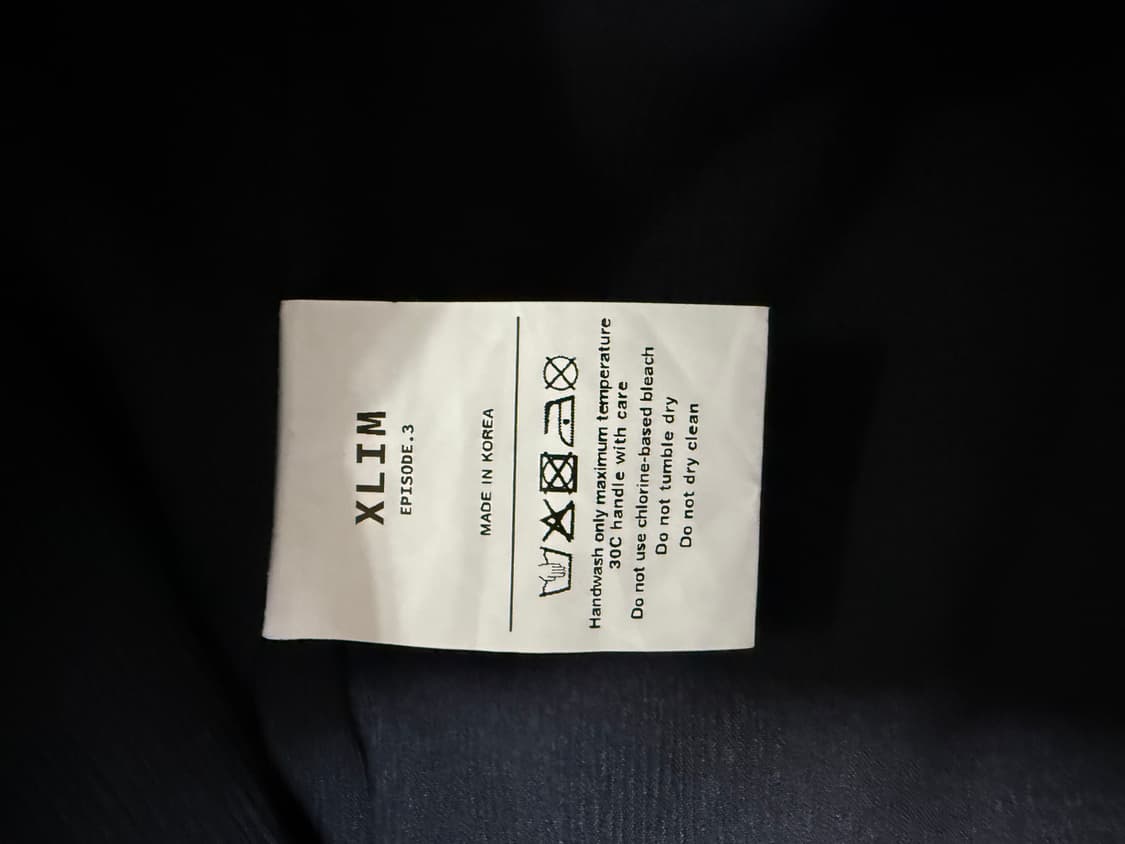 XLIM
EPISODE.3
MADE IN KOREA
Handwash only maximum temperature
30C handle with care
Do not use chlorine-based bleach
Do not tumble dry
Do not dry clean